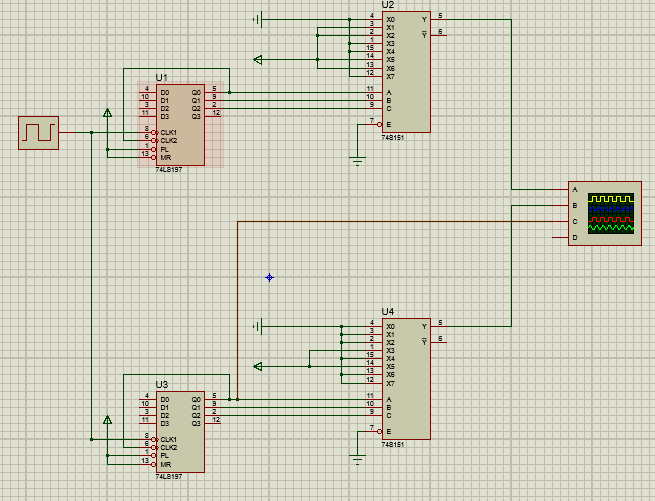 U2
4 X0 Y 5
3 X1
2 X2 Y 6
1 X3
15 X4
14 X5
13 X6
12 X7
11 A
10 B
9 C
7 E
74S151
U1
4 D0 Q0 5
10 D1 Q1 9
3 D2 Q2 2
11 D3 Q3 12
8 CLK1
6 CLK2
1 PL
13 MR
74LS197
A
B
C
D
U4
4 X0 Y 5
3 X1
2 X2 Y 6
1 X3
15 X4
14 X5
13 X6
12 X7
11 A
10 B
9 C
7 E
74S151
U3
4 D0 Q0 5
10 D1 Q1 9
3 D2 Q2 2
11 D3 Q3 12
8 CLK1
6 CLK2
1 PL
13 MR
74LS197